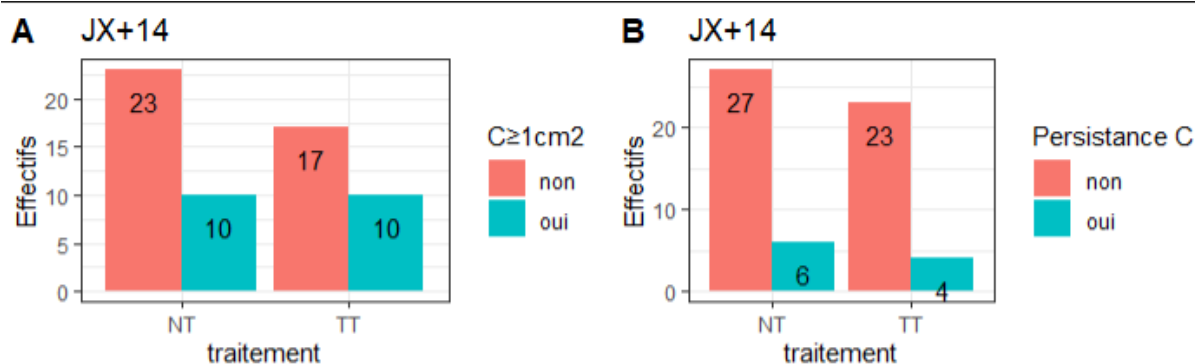 A JX+14
Effectifs
20
15
10
5
0
23
10
17
10
NT TT
traitement
C≥1cm2
non
oui
B JX+14
Effectifs
20
10
0
27
6
23
4
NT TT
traitement
Persistance C
non
oui